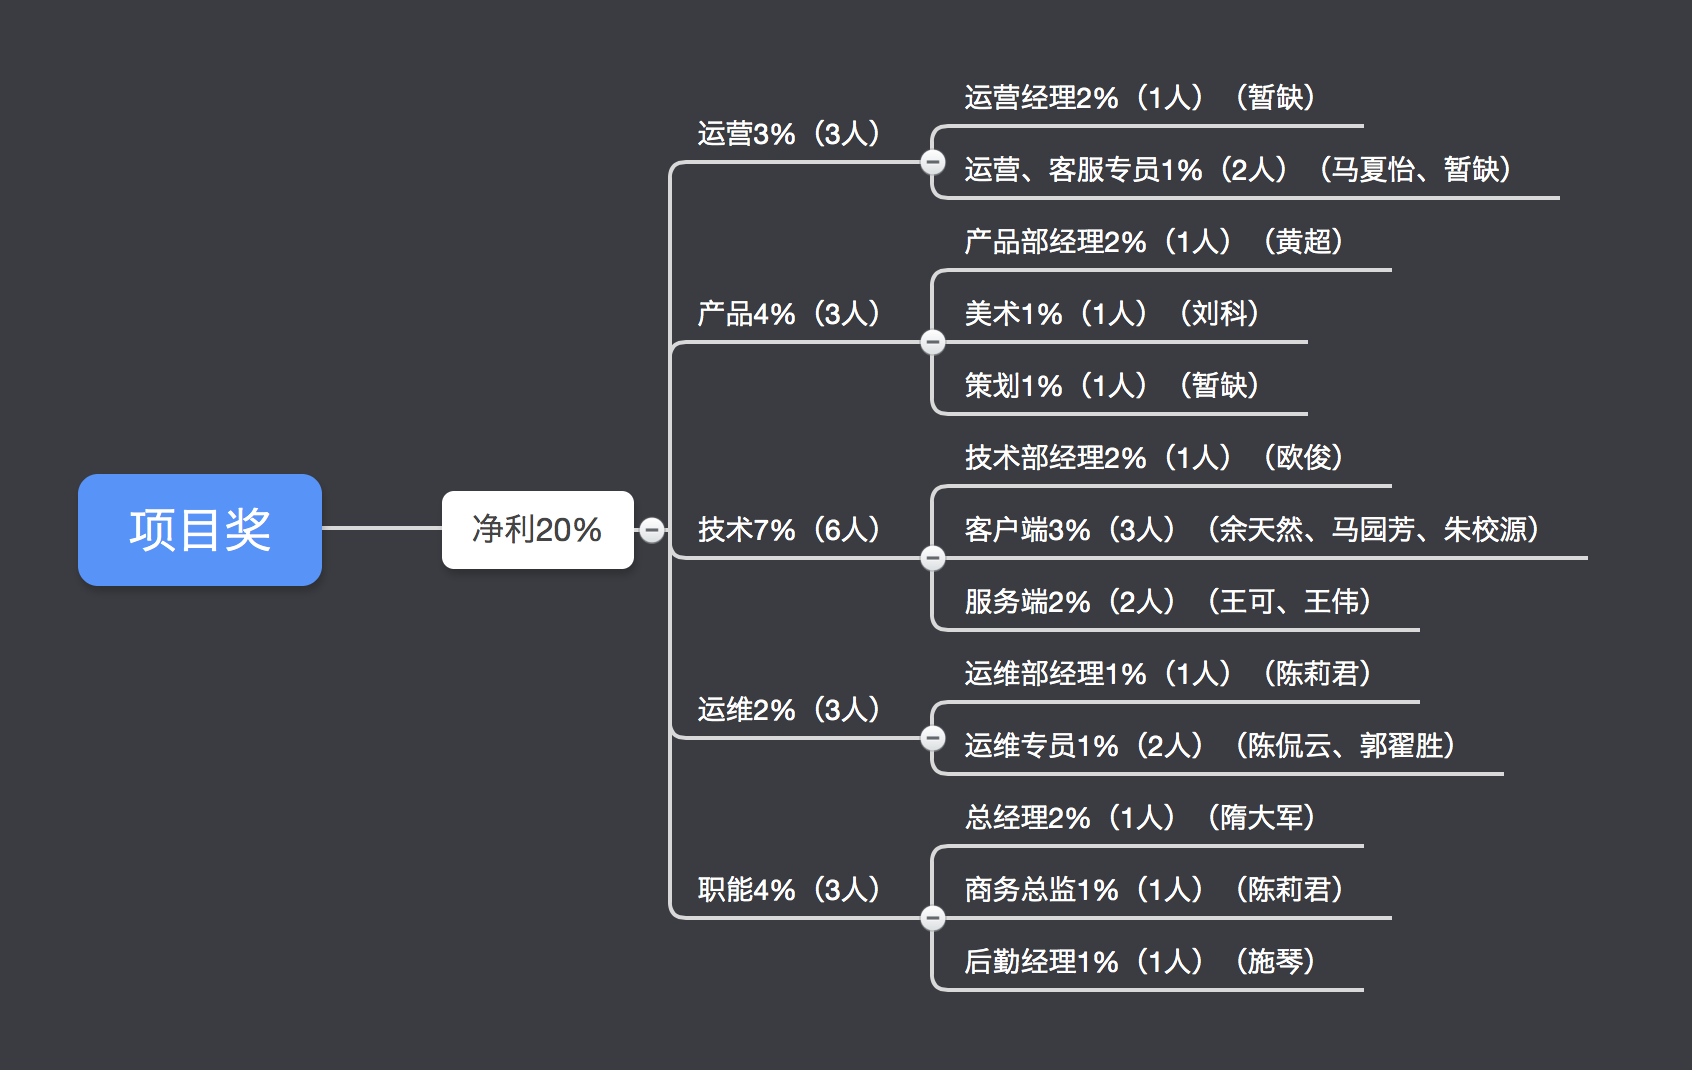 项目奖
净利20%
运营3%（3人）
运营经理2%（1人）（暂缺）
运营、客服专员1%（2人）（马夏怡、暂缺）
产品4%（3人）
产品部经理2%（1人）（黄超）
美术1%（1人）（刘科）
策划1%（1人）（暂缺）
技术7%（6人）
技术部经理2%（1人）（欧俊）
客户端3%（3人）（余天然、马园芳、朱校源）
服务端2%（2人）（王可、王伟）
运维2%（3人）
运维部经理1%（1人）（陈莉君）
运维专员1%（2人）（陈侃云、郭翟胜）
职能4%（3人）
总经理2%（1人）（隋大军）
商务总监1%（1人）（陈莉君）
后勤经理1%（1人）（施琴）